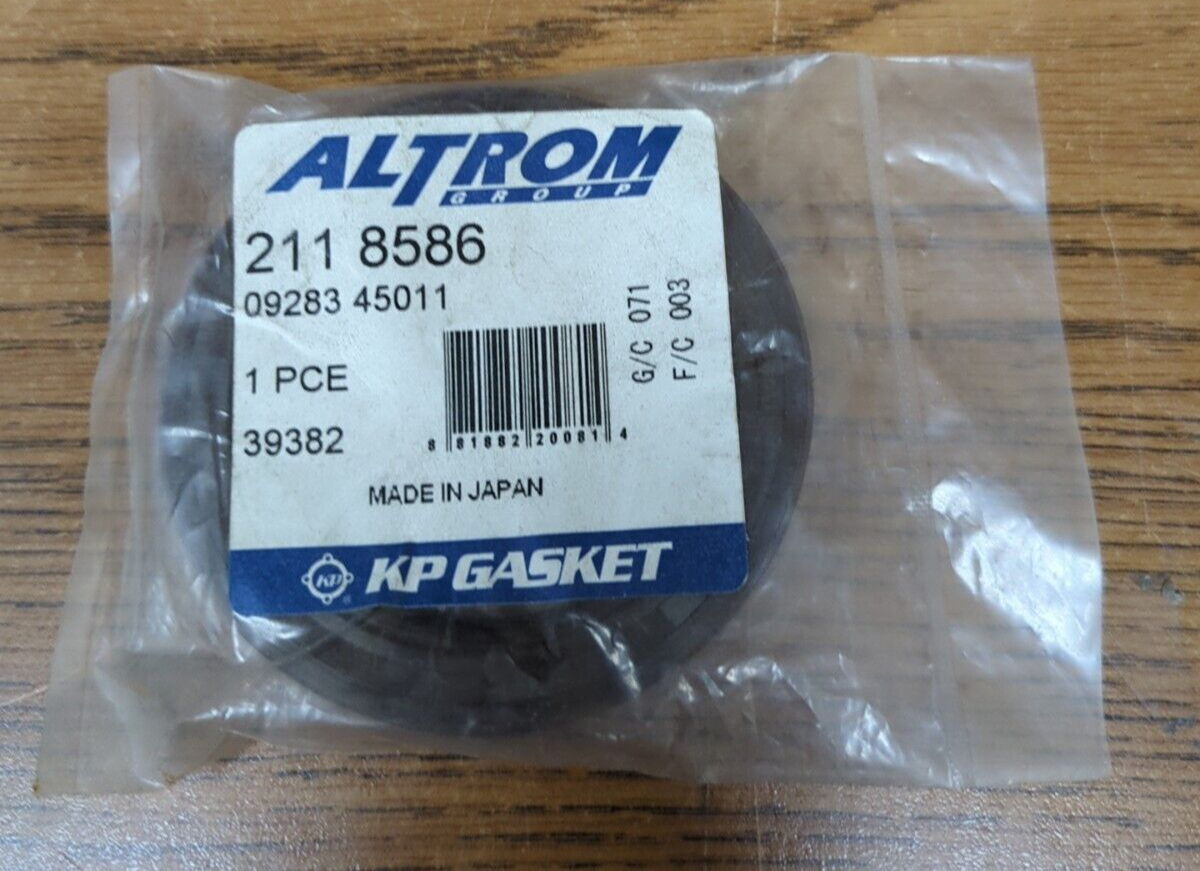 ALTROM
GROUP
211 8586
09283 45011
1 PCE
39382
8 81882 20081 4
G/C 071
F/C 003
MADE IN JAPAN
KP
KP GASKET